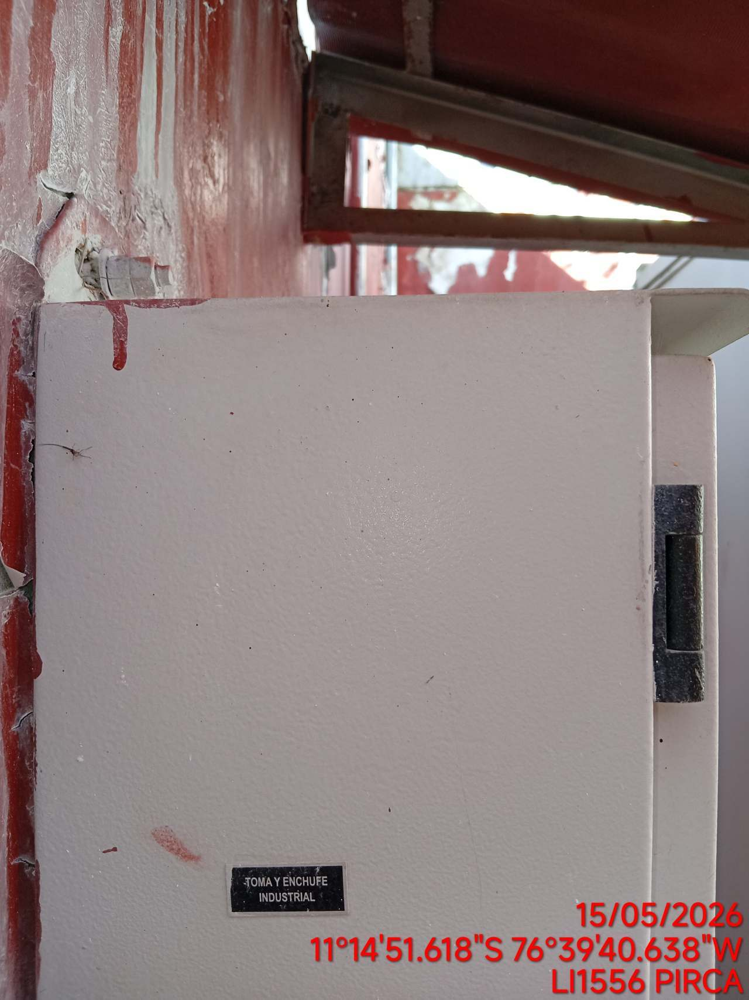 TOMA Y ENCHUFE
INDUSTRIAL
15/05/2026
11°14'51.618"S 76°39'40.638"W
LI1556 PIRCA